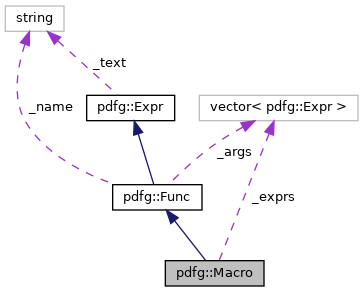 string
_text
pdfg::Expr
vector< pdfg::Expr >
_name
_args
pdfg::Func
_exprs
pdfg::Macro